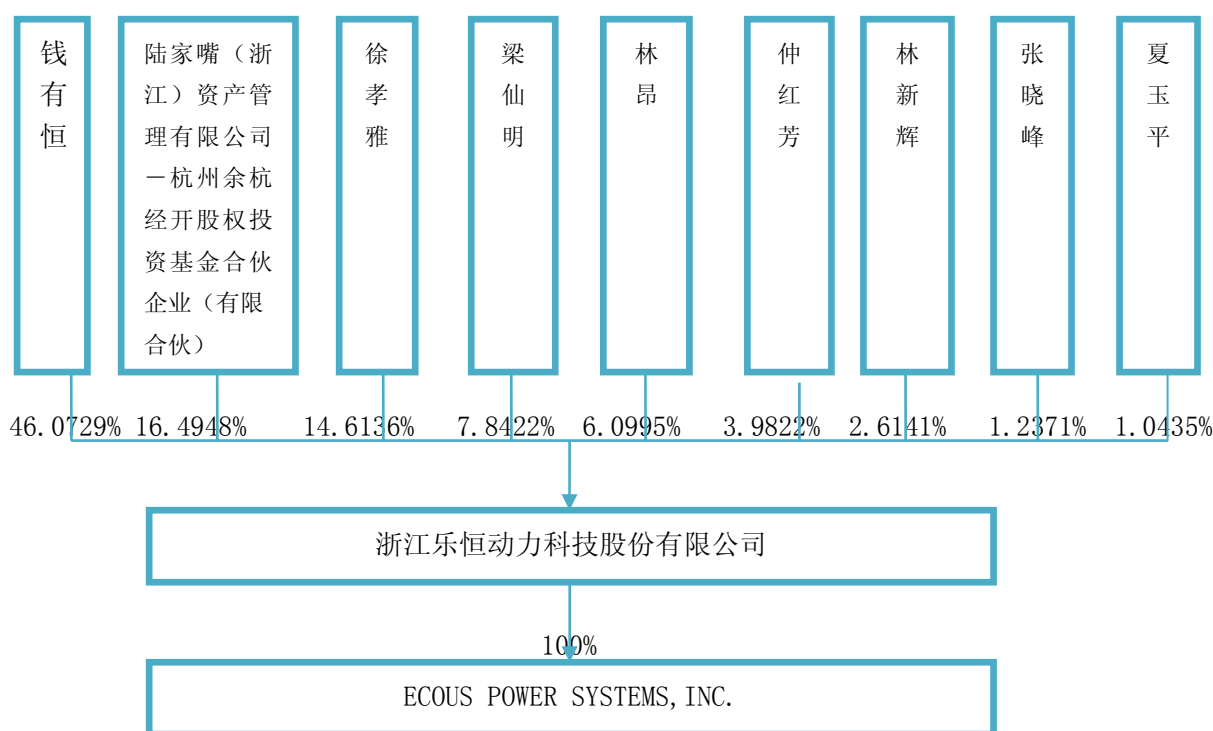 钱有恒
陆家嘴（浙
江）资产管
理有限公司
－杭州余杭
经开股权投
资基金合伙
企业（有限
合伙）
徐孝雅
梁仙明
林昂
仲红芳
林新辉
张晓峰
夏玉平
46.0729% 16.4948% 14.6136% 7.8422% 6.0995% 3.9822% 2.6141% 1.2371% 1.0435%
浙江乐恒动力科技股份有限公司
100%
ECOUS POWER SYSTEMS,INC.